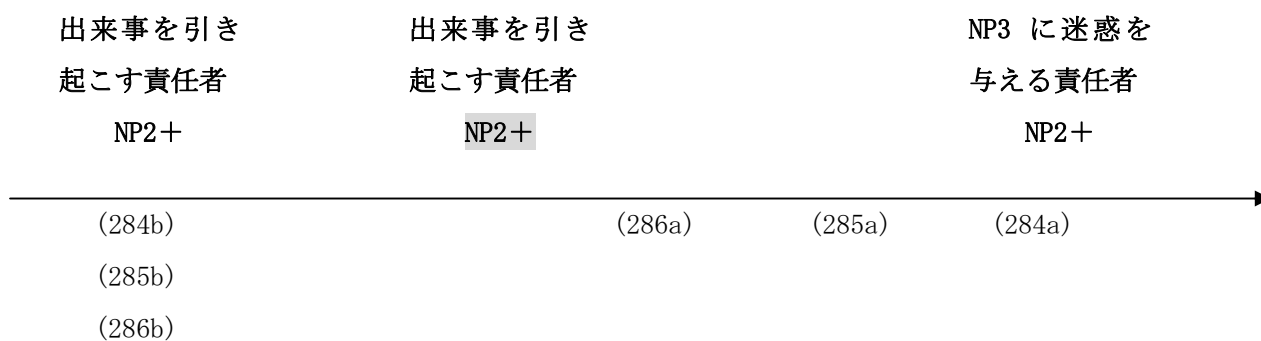 出来事を引き 出来事を引き NP3 に迷惑を
起こす責任者 起こす責任者 与える責任者
NP2＋ NP2＋ NP2＋
(284b) (286a) (285a) (284a)
(285b)
(286b)